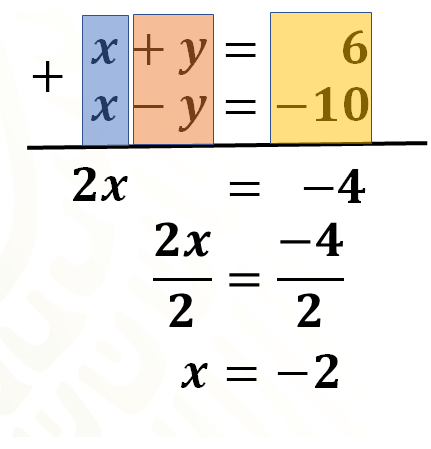 x + y = 6
+
x − y = −10
2x = −4
2x/2 = −4/2
x = −2